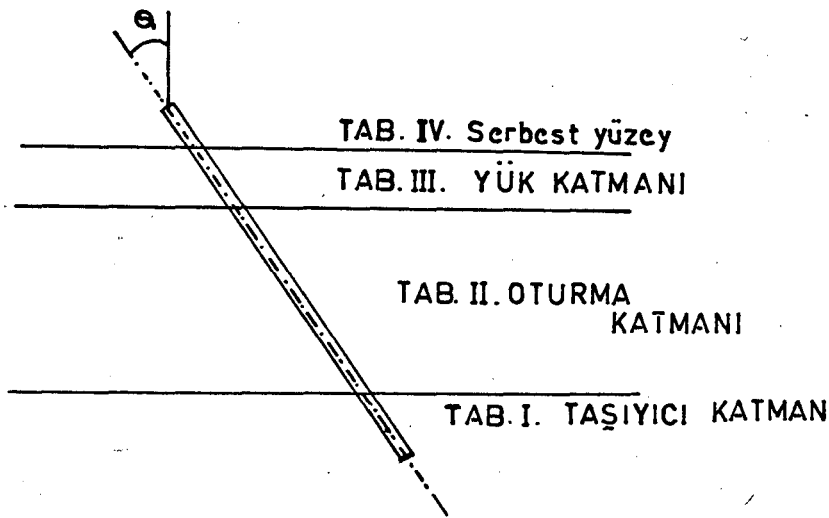 Θ
TAB. IV. Serbest yüzey
TAB. III. YÜK KATMANI
TAB. II. OTURMA
KATMANI
TAB. I. TAŞIYICI KATMAN